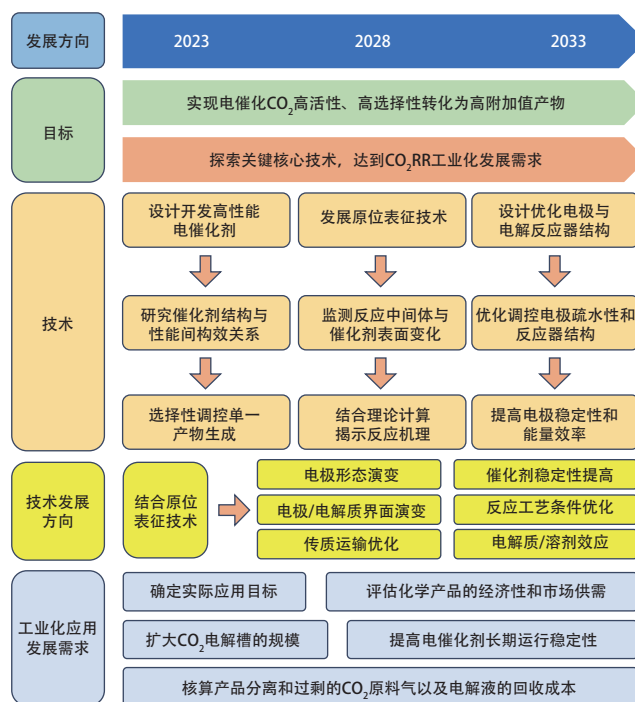 发展方向
2023
2028
2033
目标
实现电催化CO₂高活性、高选择性转化为高附加值产物
探索关键核心技术，达到CO₂RR工业化发展需求
技术
设计开发高性能
电催化剂
发展原位表征技术
设计优化电极与
电解反应器结构
研究催化剂结构与
性能间构效关系
监测反应中间体与
催化剂表面变化
优化调控电极疏水性和
反应器结构
选择性调控单一
产物生成
结合理论计算
揭示反应机理
提高电极稳定性和
能量效率
技术发展
方向
结合原位
表征技术
电极形态演变
催化剂稳定性提高
电极/电解质界面演变
反应工艺条件优化
传质运输优化
电解质/溶剂效应
工业化应用
发展需求
确定实际应用目标
评估化学产品的经济性和市场供需
扩大CO₂电解槽的规模
提高电催化剂长期运行稳定性
核算产品分离和过剩的CO₂原料气以及电解液的回收成本